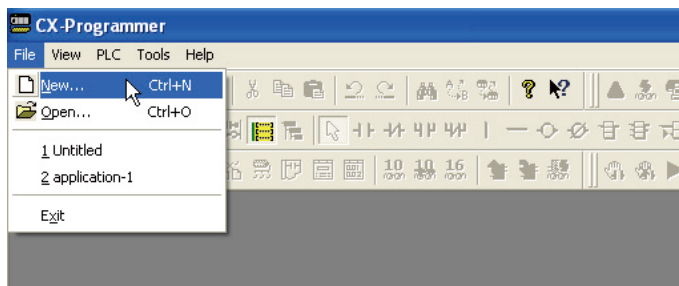 CX-Programmer
File View PLC Tools Help
New... Ctrl+N
Open... Ctrl+O
1 Untitled
2 application-1
Exit
10 10 16